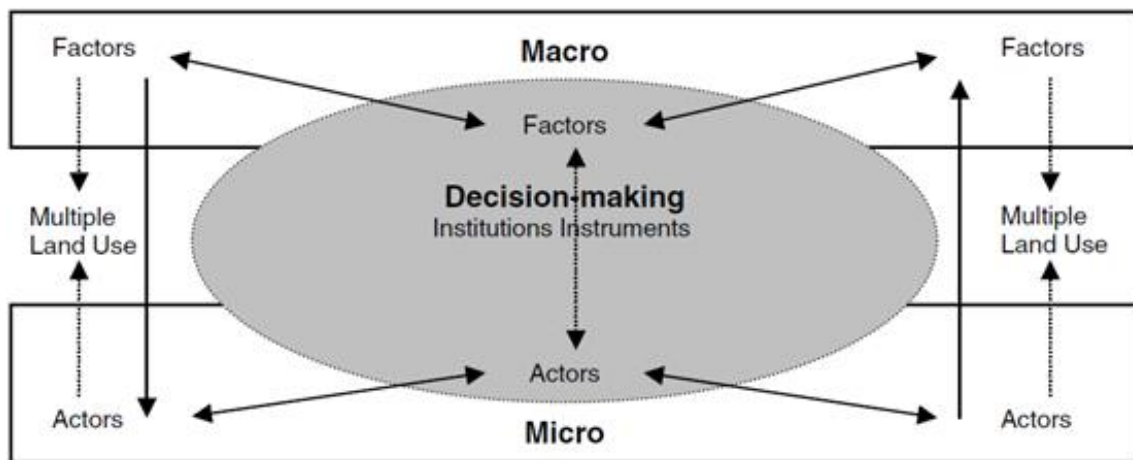 Factors
Macro
Factors
Factors
Decision-making
Institutions Instruments
Multiple
Land Use
Multiple
Land Use
Actors
Actors
Actors
Micro